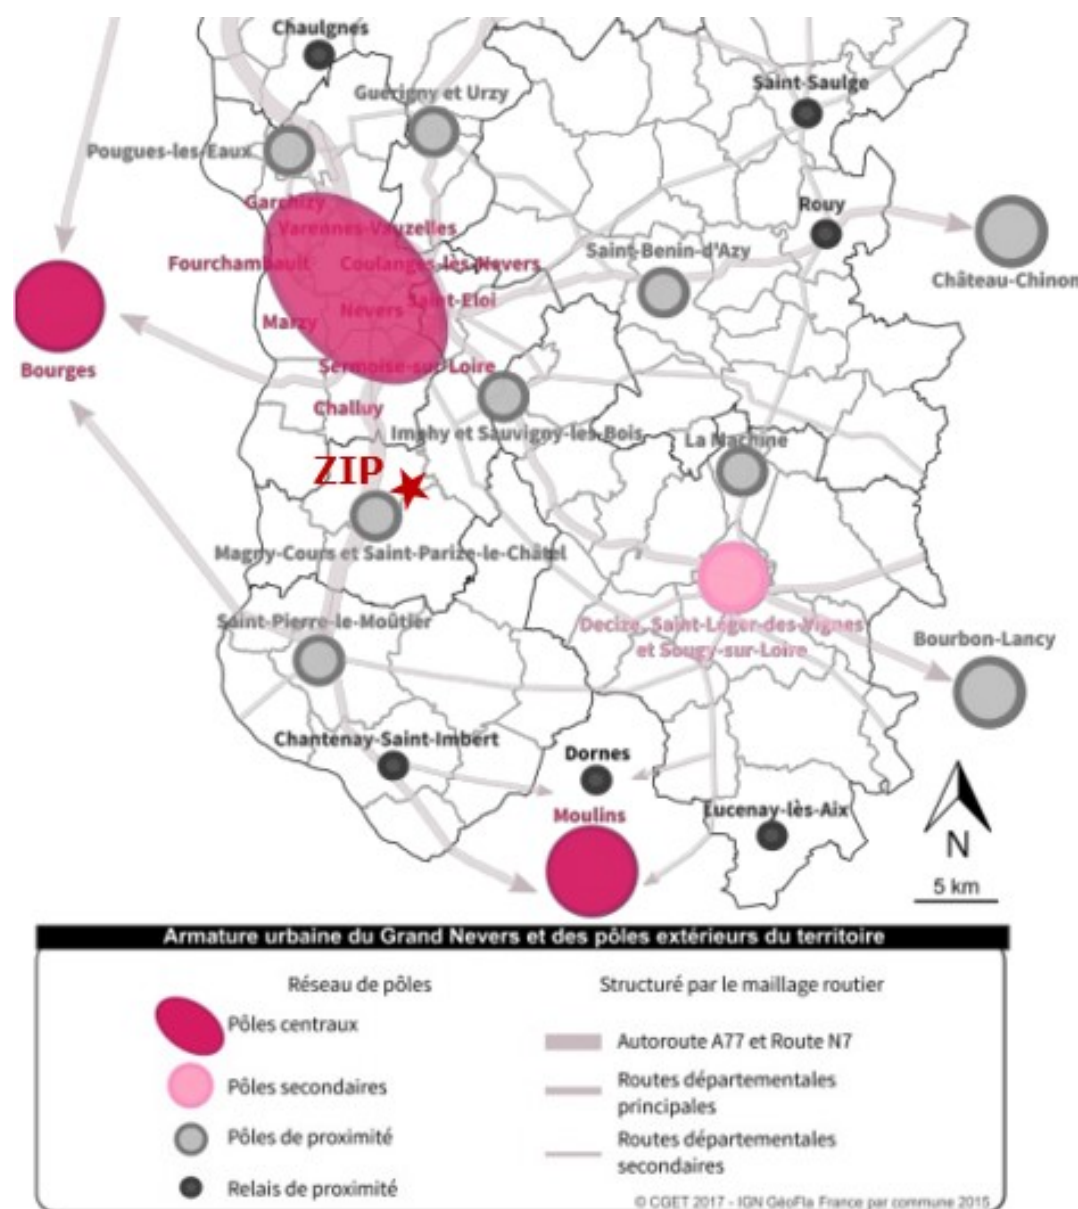 Chaulgnes
Saint-Saulge
Guérigny et Urzy
Pougues-les-Eaux
Garchizy
Rouy
Varennes-Vauzelles
Saint-Benin-d'Azy
Fourchambault
Coulanges-lès-Nevers
Château-Chinon
Saint-Eloi
Nevers
Marzy
Bourges
Sermoise-sur-Loire
Challuy
Imphy et Sauvigny-les-Bois
La Machine
ZIP
Magny-Cours et Saint-Parize-le-Châtel
Saint-Pierre-le-Moûtier
Decize, Saint-Léger-des-Vignes
et Sougy-sur-Loire
Bourbon-Lancy
Chantenay-Saint-Imbert
Dornes
Moulins
Lucenay-lès-Aix
N
5 km
Armature urbaine du Grand Nevers et des pôles extérieurs du territoire
Réseau de pôles
Structuré par le maillage routier
Pôles centraux
Autoroute A77 et Route N7
Pôles secondaires
Routes départementales
principales
Pôles de proximité
Routes départementales
secondaires
Relais de proximité
© CGET 2017 - IGN GéoFla France par commune 2015